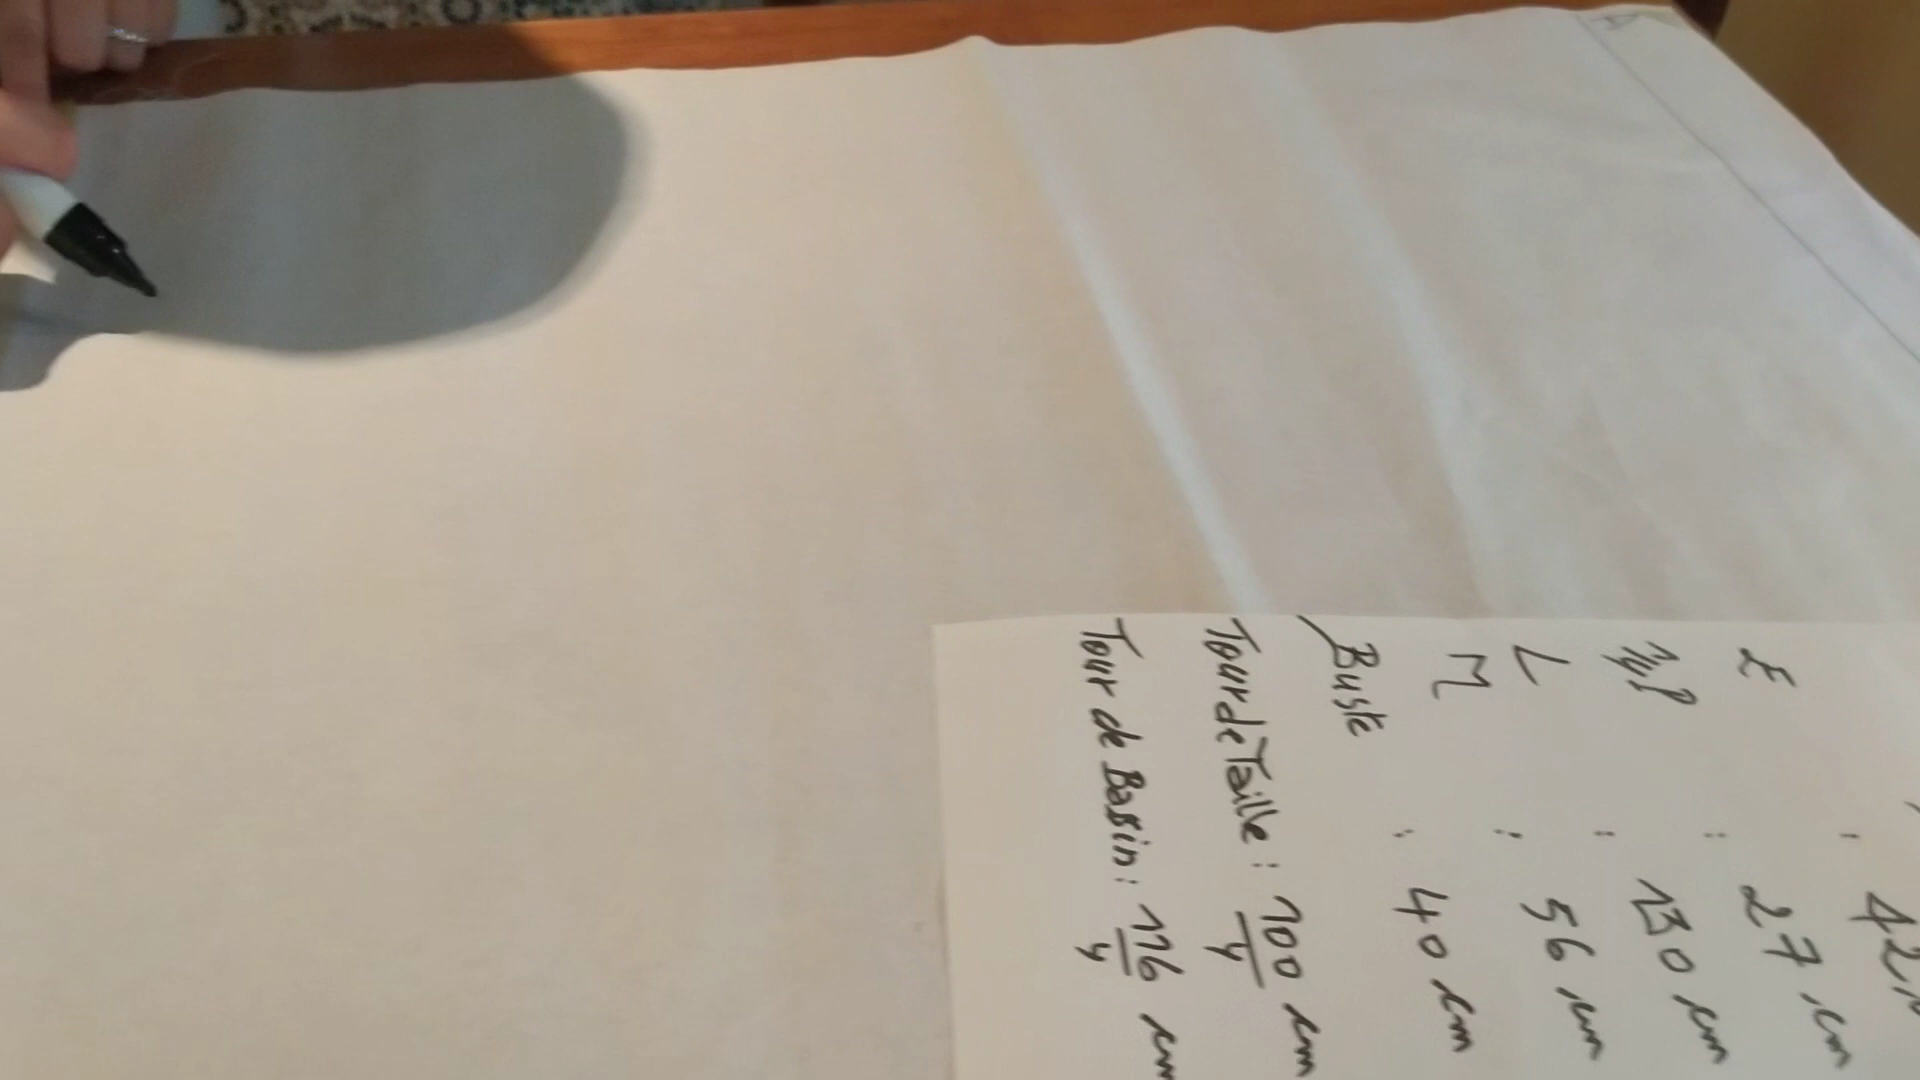 E : 42
: 27 cm
L : 130 cm
M : 56 cm
Buste : 40 cm
Tour de Taille : 100/4 cm
Tour de Bassin : 116/4 cm